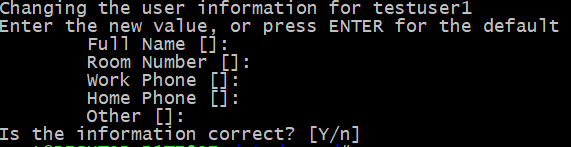 Changing the user information for testuser1
Enter the new value, or press ENTER for the default
Full Name []:
Room Number []:
Work Phone []:
Home Phone []:
Other []:
Is the information correct? [Y/n]